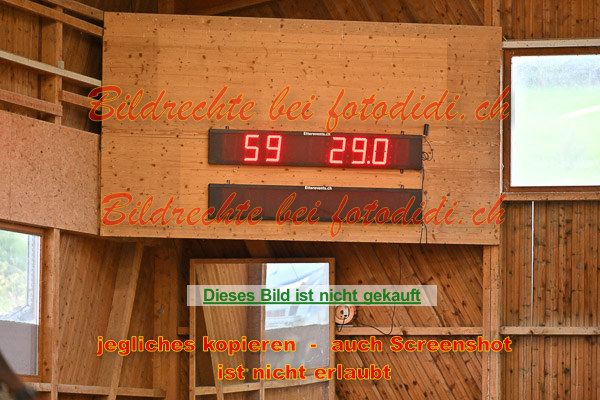 Bildrechte beï fotodidi.ch
59 29.0
Bildrechte bei fotodidi.ch
Dieses Bild ist nicht gekauft
jegliches kopieren - auch Screenshot
ist nicht erlaubt